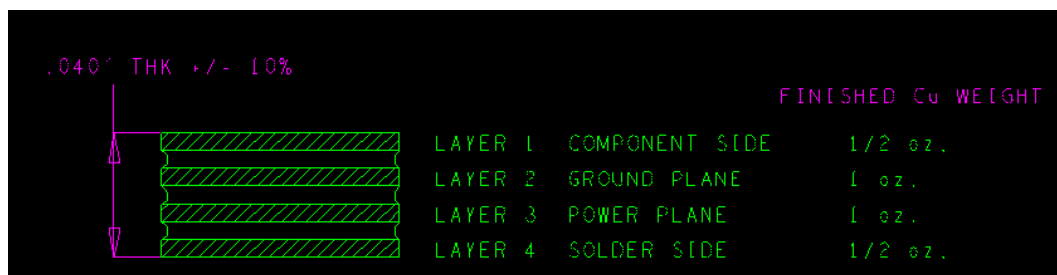 .040" THK +/- 10%
FINISHED Cu WEIGHT
LAYER 1 COMPONENT SIDE 1/2 oz.
LAYER 2 GROUND PLANE 1 oz.
LAYER 3 POWER PLANE 1 oz.
LAYER 4 SOLDER SIDE 1/2 oz.